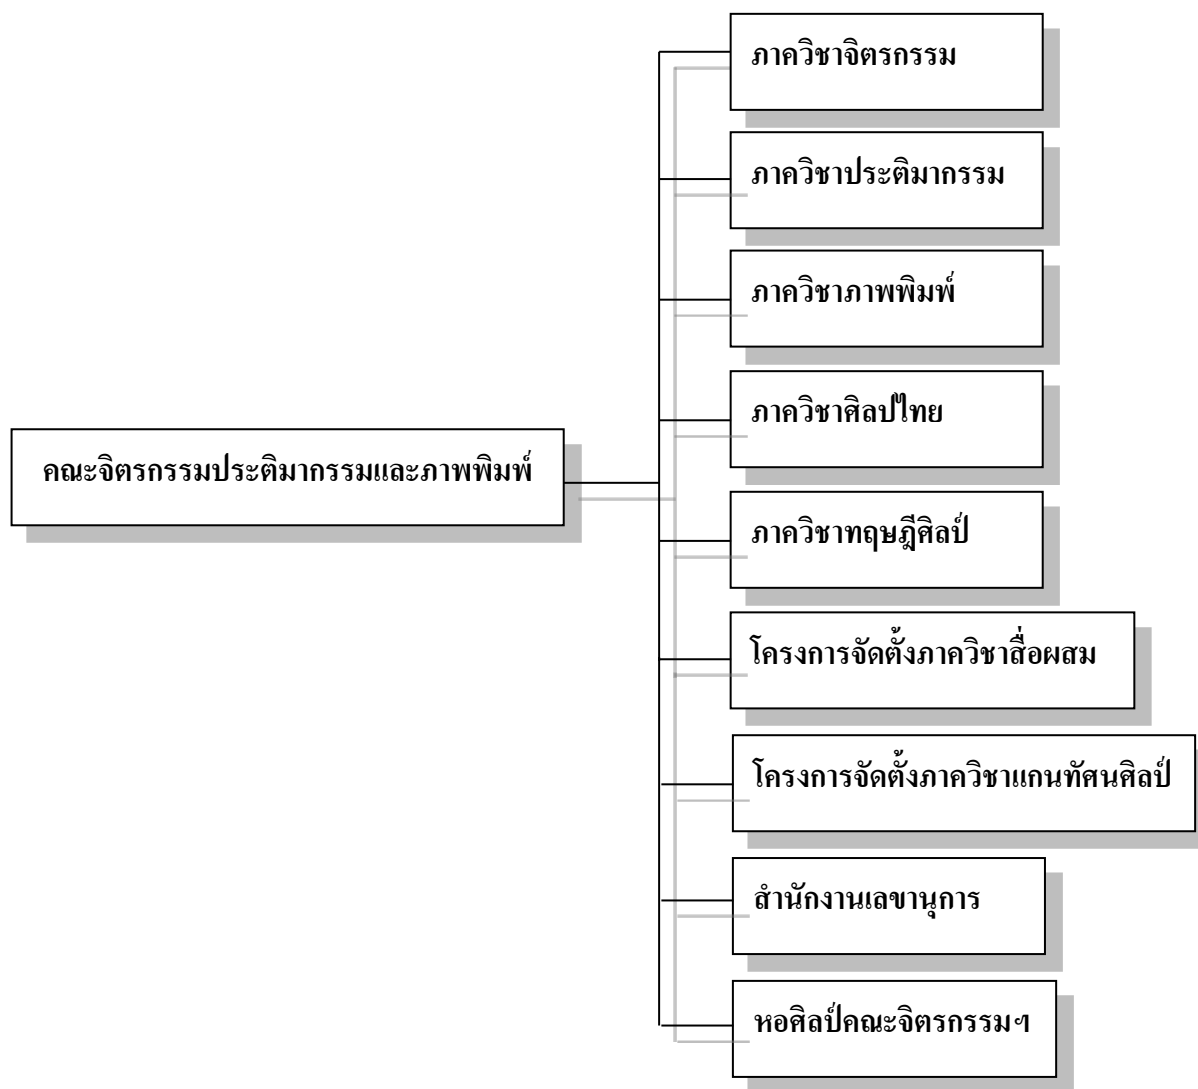 ภาควิชาจิตรกรรม
ภาควิชาประติมากรรม
ภาควิชาภาพพิมพ์
ภาควิชาศิลปไทย
คณะจิตรกรรมประติมากรรมและภาพพิมพ์
ภาควิชาทฤษฎีศิลป์
โครงการจัดตั้งภาควิชาสื่อผสม
โครงการจัดตั้งภาควิชาแกนทัศนศิลป์
สำนักงานเลขานุการ
หอศิลป์คณะจิตรกรรมฯ